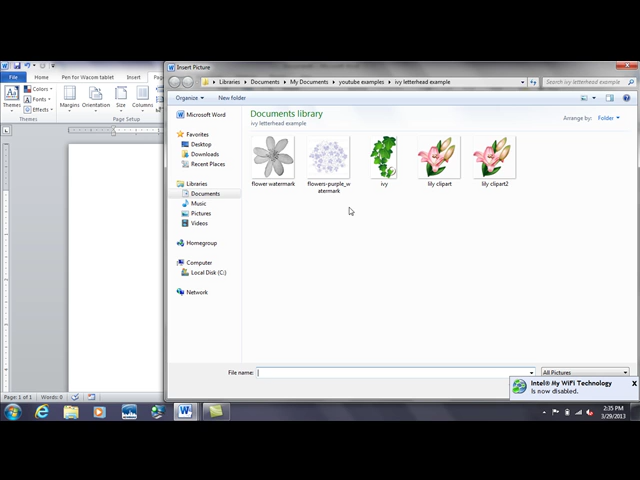 Insert Picture
Libraries
Documents
My Documents
youtube examples
ivy letterhead example
Search ivy letterhead example
File
Home
Pen for Wacom tablet
Insert
Organize
New folder
Themes
Colors
Fonts
Effects
Margins
Orientation
Size
Themes
Page Setup
Microsoft Word
Favorites
Desktop
Downloads
Recent Places
Libraries
Documents
Music
Pictures
Videos
Homegroup
Computer
Local Disk (C:)
Network
Documents library
ivy letterhead example
Arrange by:
Folder
flower watermark
flowers-purple_w
atermark
ivy
lily clipart
lily clipart2
File name:
All Pictures
Intel® My WiFi Technology
X
Is now disabled.
Page: 1 of 1
Words: 0
2:35 PM
3/29/2013